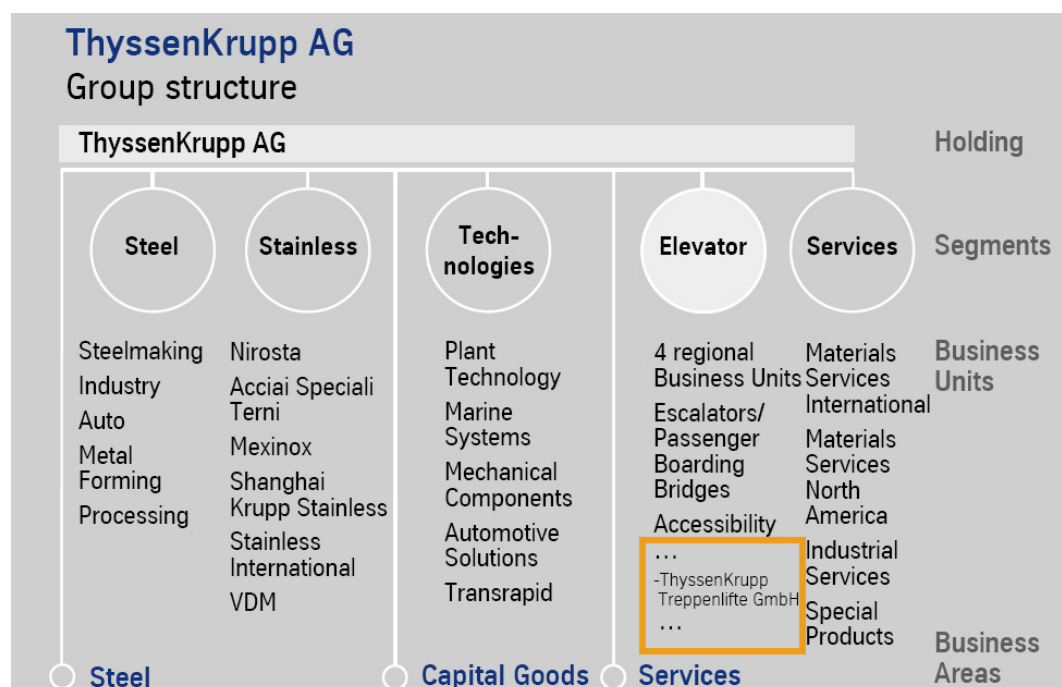 ThyssenKrupp AG
Group structure
ThyssenKrupp AG
Holding
Steel
Stainless
Tech-
nologies
Elevator
Services
Segments
Steelmaking
Industry
Auto
Metal
Forming
Processing
Nirosta
Acciai Speciali
Terni
Mexinox
Shanghai
Krupp Stainless
Stainless
International
VDM
Plant
Technology
Marine
Systems
Mechanical
Components
Automotive
Solutions
Transrapid
4 regional
Business Units
Escalators/
Passenger
Boarding
Bridges
Accessibility
...
-ThyssenKrupp
Treppenlifte GmbH
...
Materials
Services
International
Materials
Services
North
America
Industrial
Services
Special
Products
Business
Units
Steel
Capital Goods
Services
Business
Areas